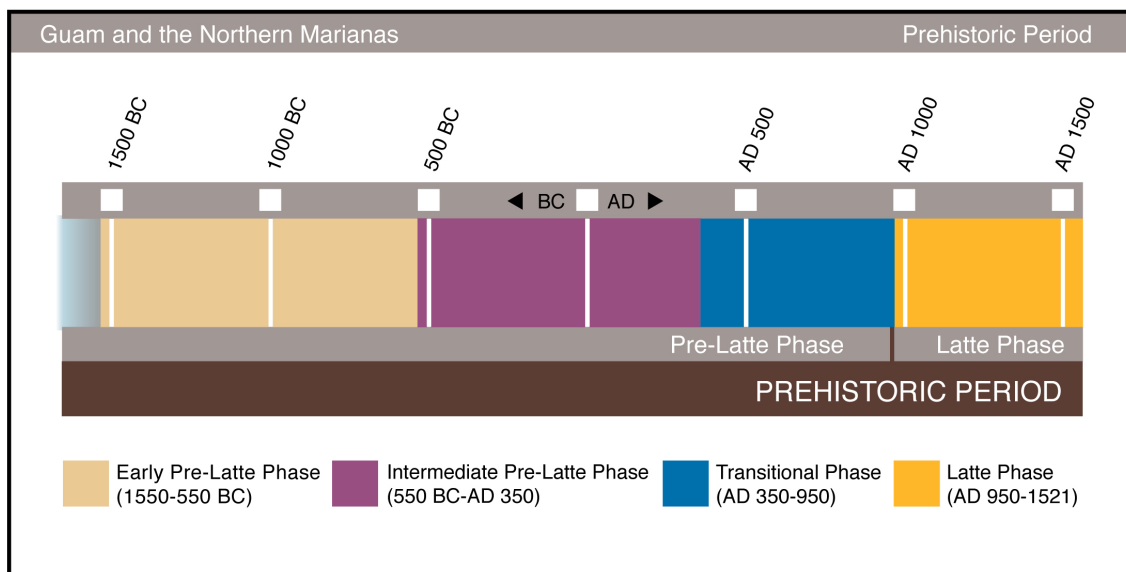 Guam and the Northern Marianas
Prehistoric Period
1500 BC
1000 BC
500 BC
AD 500
AD 1000
AD 1500
◀ BC AD ▶
Pre-Latte Phase
Latte Phase
PREHISTORIC PERIOD
Early Pre-Latte Phase
(1550-550 BC)
Intermediate Pre-Latte Phase
(550 BC-AD 350)
Transitional Phase
(AD 350-950)
Latte Phase
(AD 950-1521)